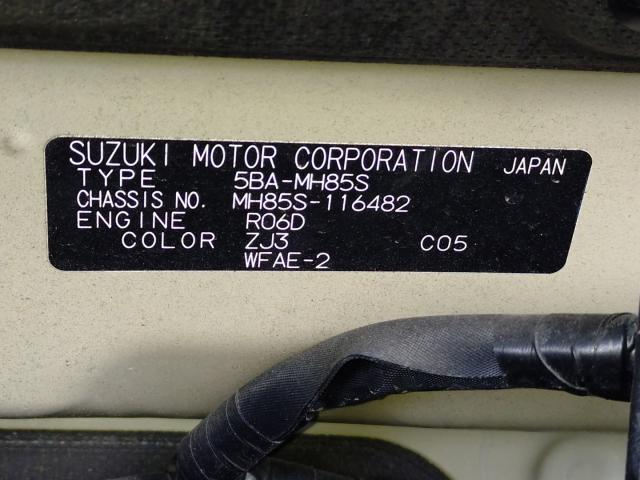 SUZUKI MOTOR CORPORATION JAPAN
TYPE 5BA-MH85S
CHASSIS NO. MH85S-116482
ENGINE R06D
COLOR ZJ3 C05
WFAE-2